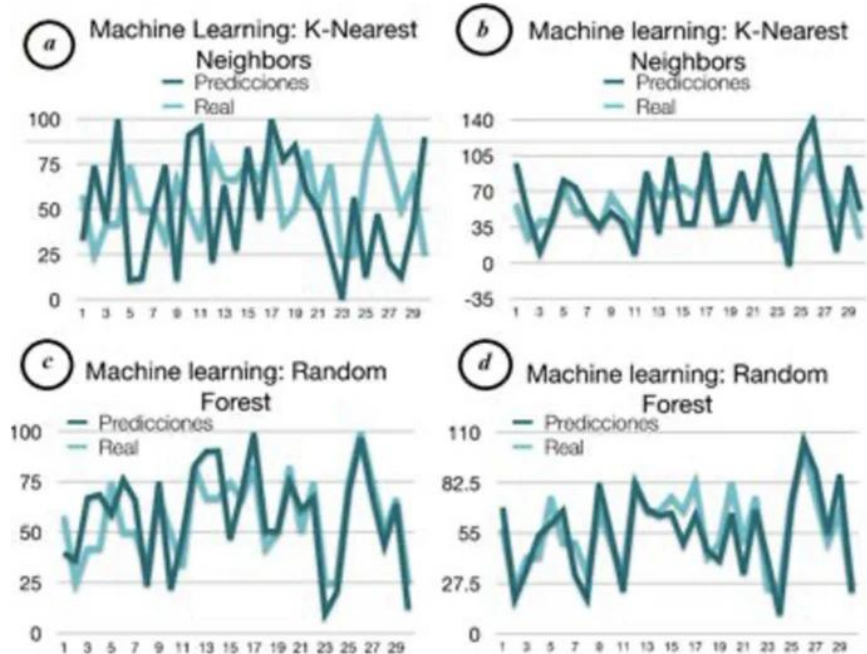 a
Machine Learning: K-Nearest
Neighbors
Predicciones
Real
100
75
50
25
0
1 3 5 7 9 11 13 15 17 19 21 23 25 27 29
b
Machine learning: K-Nearest
Neighbors
Predicciones
Real
140
105
70
35
0
-35
1 3 5 7 9 11 13 15 17 19 21 23 25 27 29
c
Machine learning: Random
Forest
Predicciones
Real
100
75
50
25
0
1 3 5 7 9 11 13 15 17 19 21 23 25 27 29
d
Machine learning: Random
Forest
Predicciones
Real
110
82.5
55
27.5
0
1 3 5 7 9 11 13 15 17 19 21 23 25 27 29